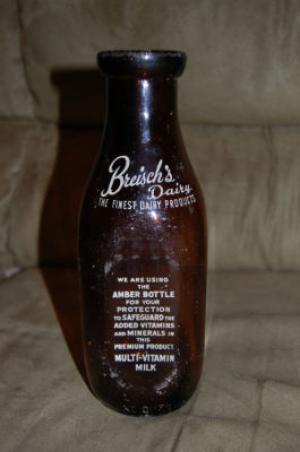 Breisch's
Dairy
THE FINEST DAIRY PRODUCTS
WE ARE USING
THE
AMBER BOTTLE
FOR YOUR
PROTECTION
TO SAFEGUARD THE
ADDED VITAMINS
AND MINERALS IN
THIS
PREMIUM PRODUCT
MULTI-VITAMIN
MILK